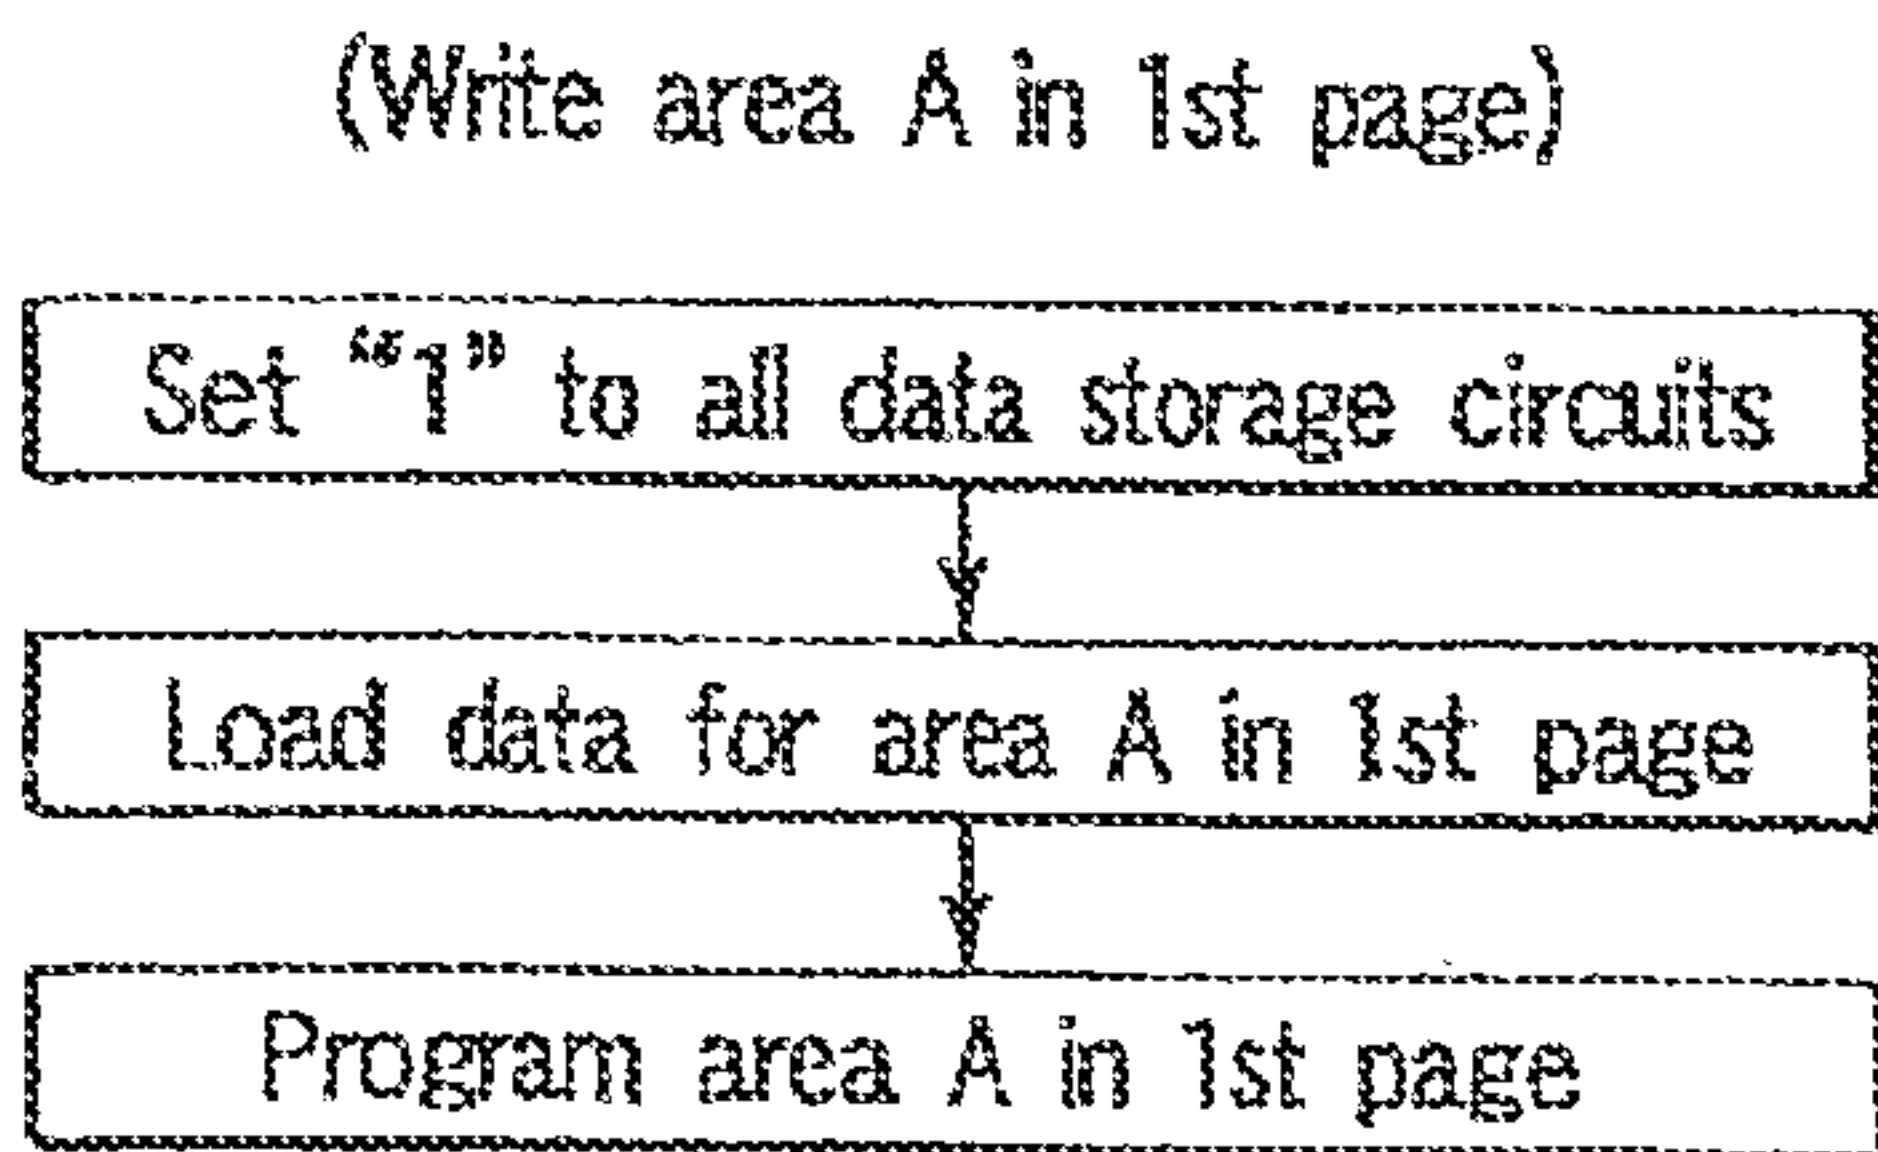 (Write area A in 1st page)
Set “1” to all data storage circuits
Load data for area A in 1st page
Program area A in 1st page